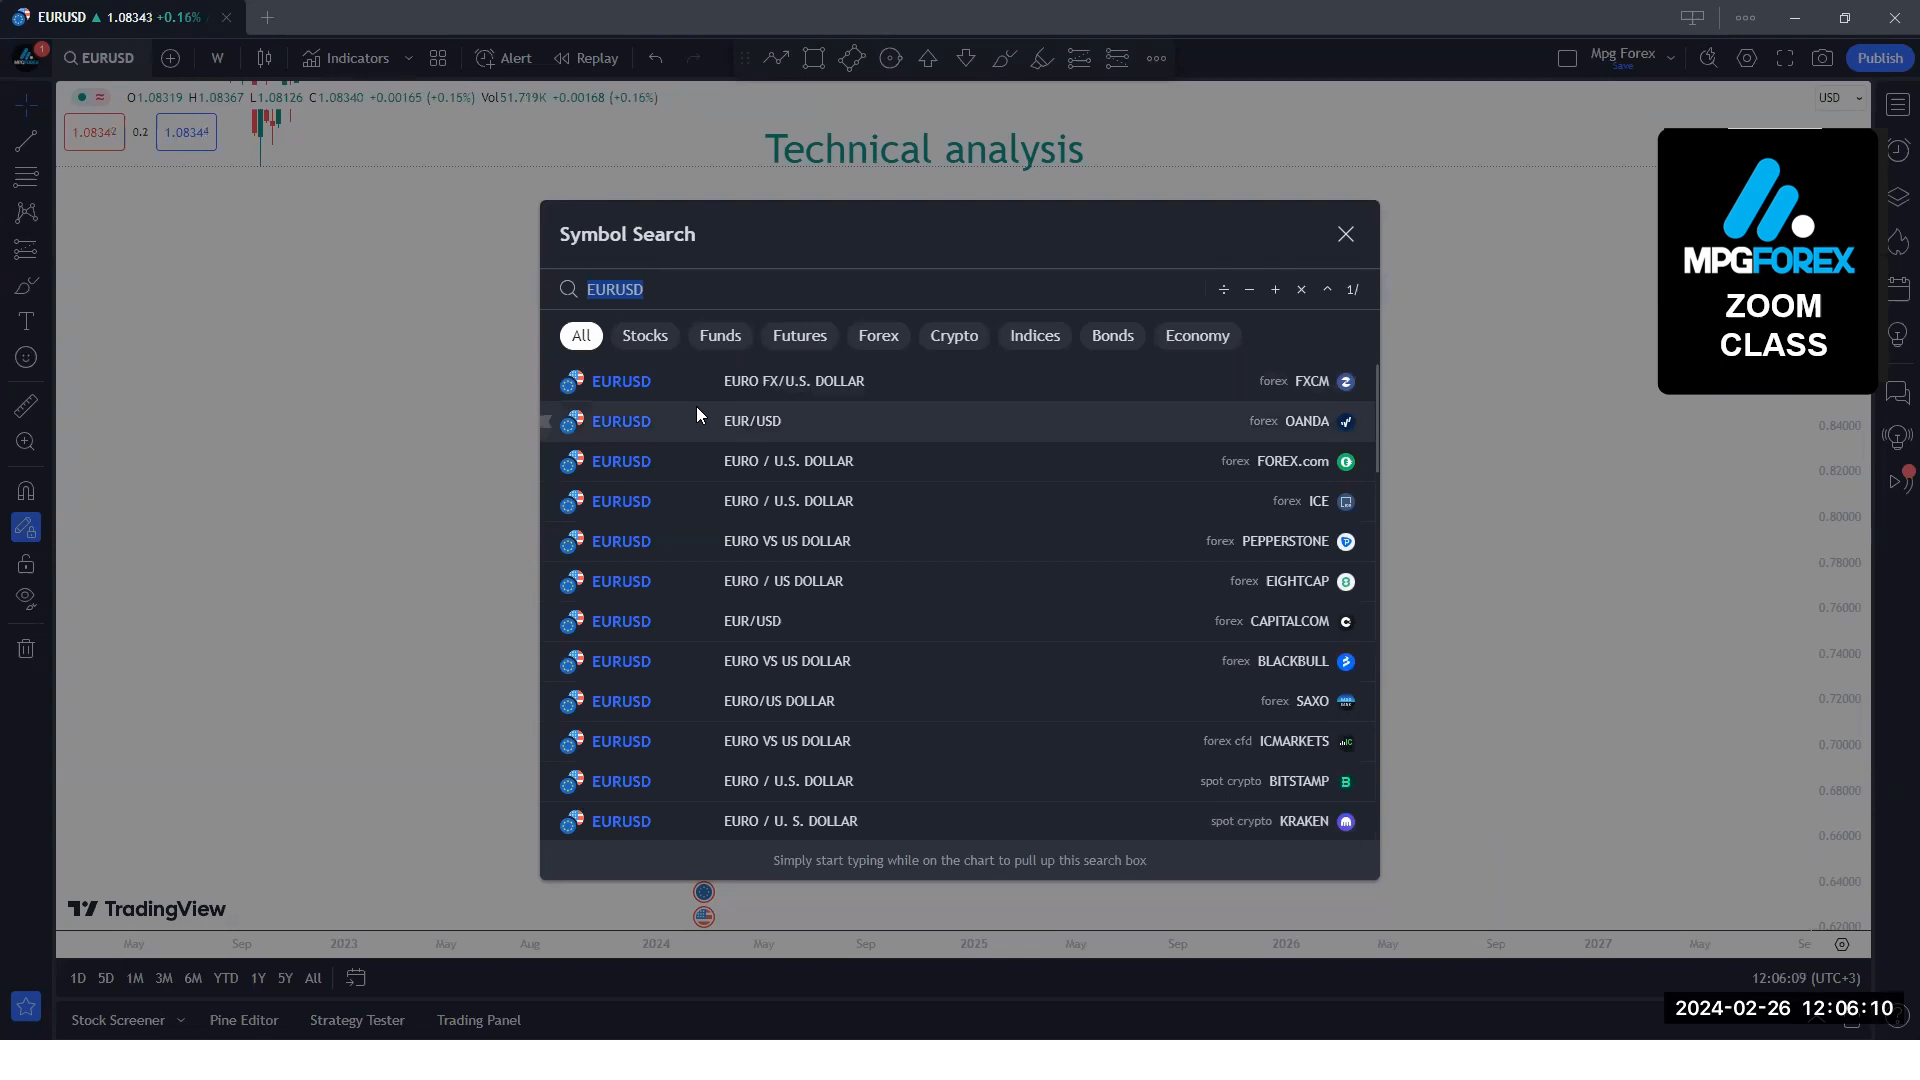 EURUSD ▲ 1.08343 +0.16%
1
EURUSD
W
Indicators
Alert
Replay
Mpg Forex
Save
Publish
O1.08319 H1.08367 L1.08126 C1.08340 +0.00165 (+0.15%) Vol51.719K +0.00168 (+0.16%)
USD
1.08342 0.2 1.08344
Technical analysis
MPGFOREX
ZOOM
CLASS
Symbol Search
EURUSD
÷ − + × ^ 1/
All Stocks Funds Futures Forex Crypto Indices Bonds Economy
EURUSD EURO FX/U.S. DOLLAR forex FXCM
EURUSD EUR/USD forex OANDA
EURUSD EURO / U.S. DOLLAR forex FOREX.com
EURUSD EURO / U.S. DOLLAR forex ICE
EURUSD EURO VS US DOLLAR forex PEPPERSTONE
EURUSD EURO / US DOLLAR forex EIGHTCAP
EURUSD EUR/USD forex CAPITALCOM
EURUSD EURO VS US DOLLAR forex BLACKBULL
EURUSD EURO/US DOLLAR forex SAXO
EURUSD EURO VS US DOLLAR forex cfd ICMARKETS
EURUSD EURO / U.S. DOLLAR spot crypto BITSTAMP
EURUSD EURO / U. S. DOLLAR spot crypto KRAKEN
Simply start typing while on the chart to pull up this search box
0.84000
0.82000
0.80000
0.78000
0.76000
0.74000
0.72000
0.70000
0.68000
0.66000
0.64000
0.62000
TradingView
May Sep 2023 May Aug 2024 May Sep 2025 May Sep 2026 May Sep 2027 May Se
1D 5D 1M 3M 6M YTD 1Y 5Y All
12:06:09 (UTC+3)
Stock Screener Pine Editor Strategy Tester Trading Panel
2024-02-26 12:06:10